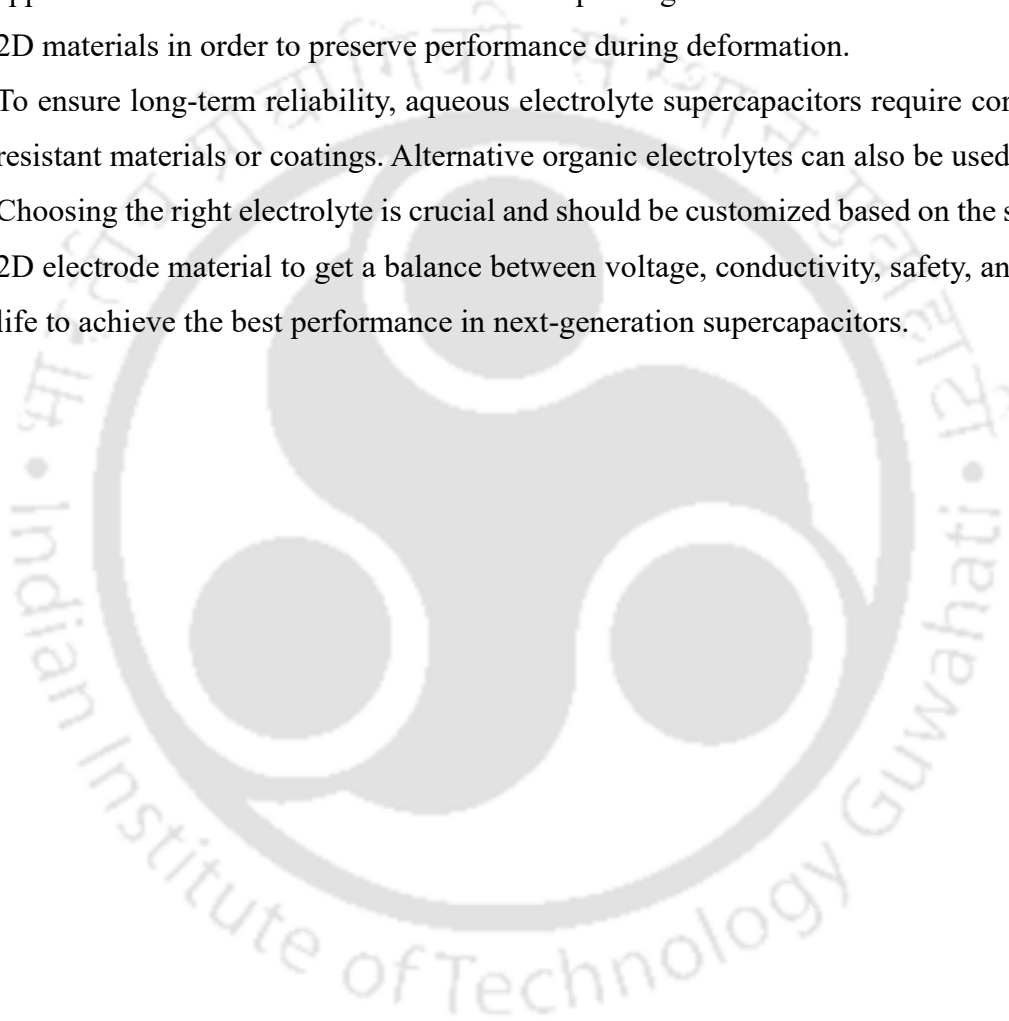 2D materials in order to preserve performance during deformation.
To ensure long-term reliability, aqueous electrolyte supercapacitors require
resistant materials or coatings. Alternative organic electrolytes can also be used
Choosing the right electrolyte is crucial and should be customized based on the
2D electrode material to get a balance between voltage, conductivity, safety,
life to achieve the best performance in next-generation supercapacitors.
Indian Institute of Technology Guwahati